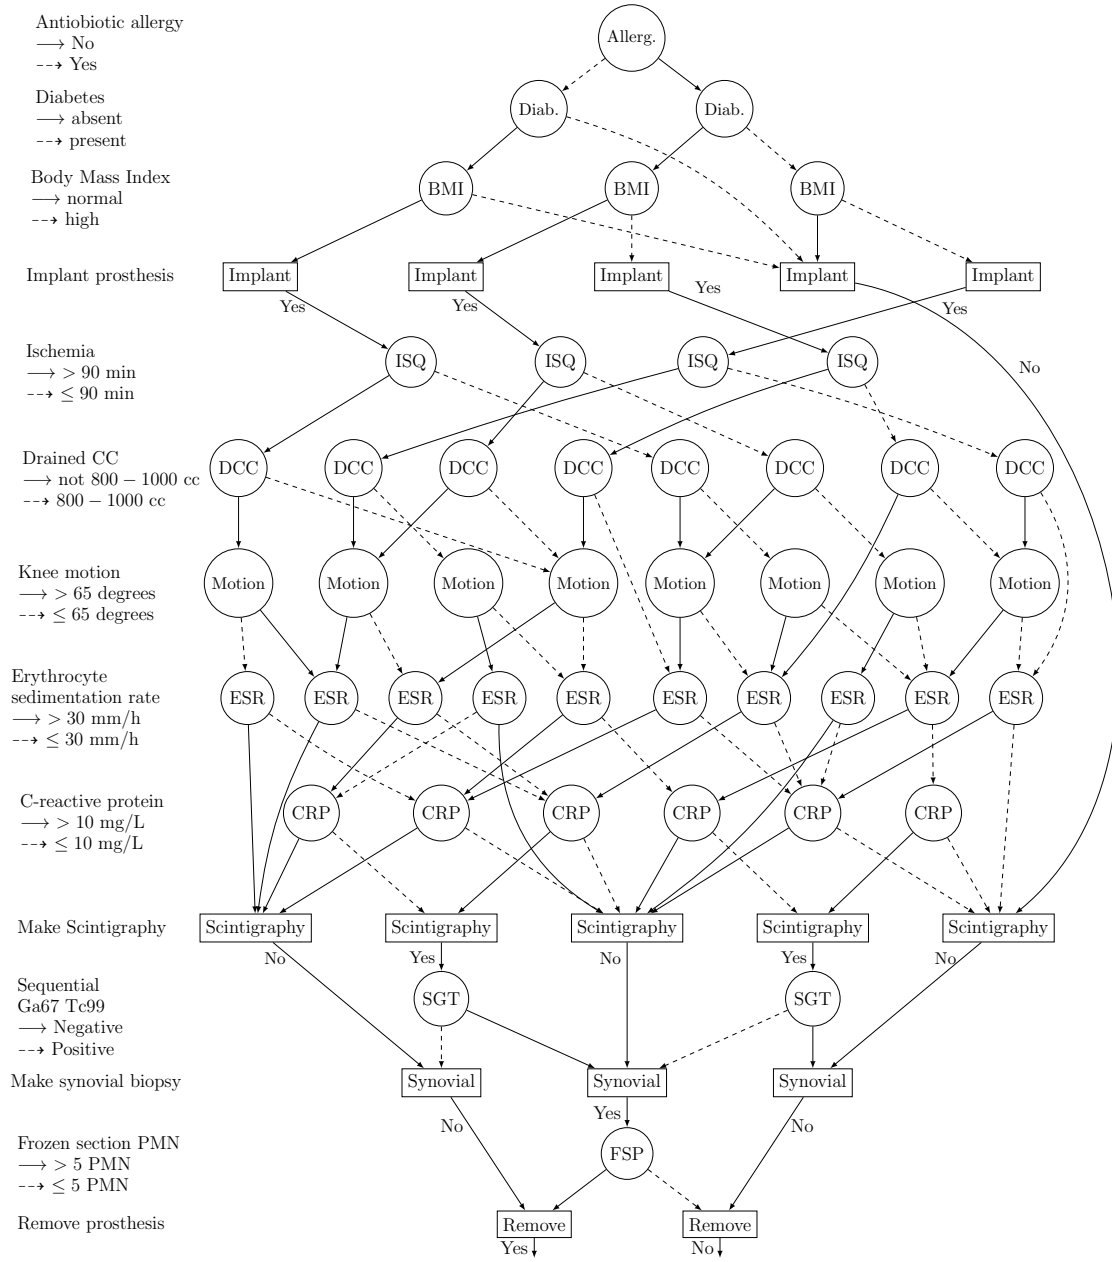 Antiobiotic allergy
⟶ No
--➝ Yes
Allerg.
Diabetes
⟶ absent
--➝ present
Diab. Diab.
Body Mass Index
⟶ normal
--➝ high
BMI BMI BMI
Implant prosthesis
Implant Implant Implant Implant Implant
Yes Yes Yes Yes
No
Ischemia
⟶ > 90 min
--➝ ≤ 90 min
ISQ ISQ ISQ ISQ
Drained CC
⟶ not 800 − 1000 cc
--➝ 800 − 1000 cc
DCC DCC DCC DCC DCC DCC DCC DCC
Knee motion
⟶ > 65 degrees
--➝ ≤ 65 degrees
Motion Motion Motion Motion Motion Motion Motion Motion
Erythrocyte
sedimentation rate
⟶ > 30 mm/h
--➝ ≤ 30 mm/h
ESR ESR ESR ESR ESR ESR ESR ESR ESR ESR
C-reactive protein
⟶ > 10 mg/L
--➝ ≤ 10 mg/L
CRP CRP CRP CRP CRP CRP
Make Scintigraphy
Scintigraphy Scintigraphy Scintigraphy Scintigraphy Scintigraphy
No Yes No Yes No
Sequential
Ga67 Tc99
⟶ Negative
--➝ Positive
SGT SGT
Make synovial biopsy
Synovial Synovial Synovial
No Yes No
Frozen section PMN
⟶ > 5 PMN
--➝ ≤ 5 PMN
FSP
Remove prosthesis
Remove Remove
Yes No